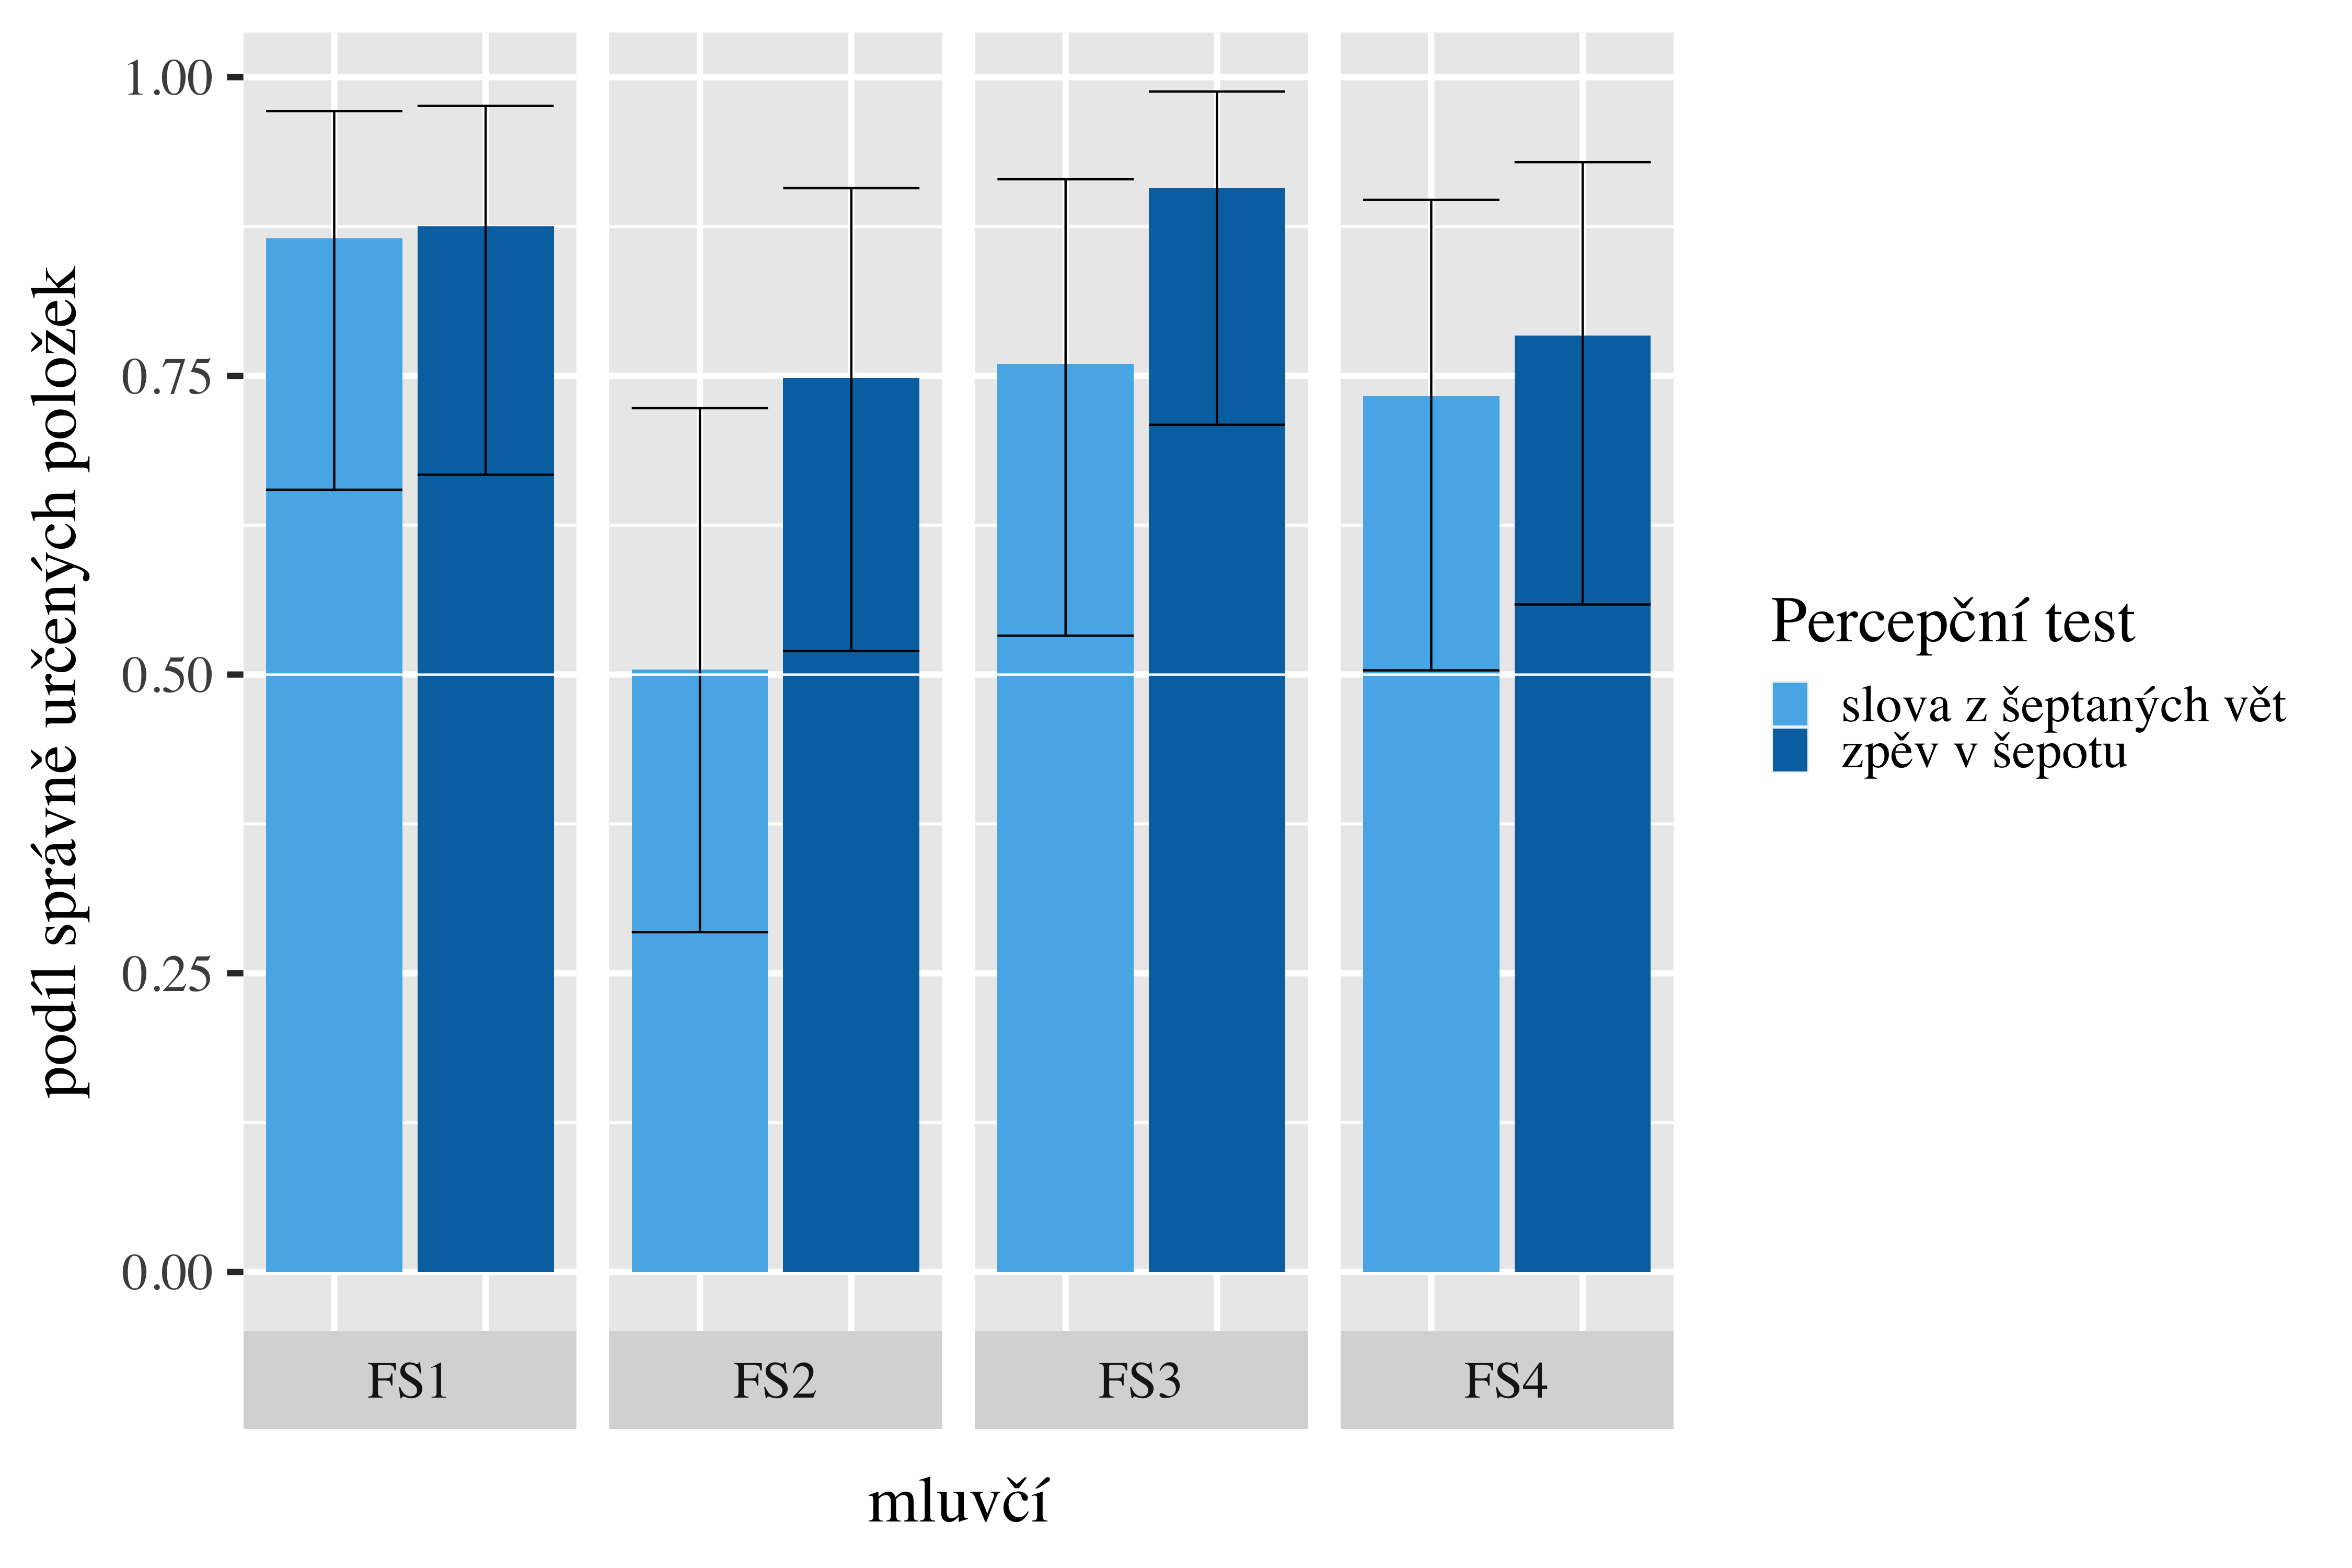 podíl správně určených položek
1.00
0.75
0.50
0.25
0.00
FS1 FS2 FS3 FS4
mluvčí
Percepční test
slova z šeptaných vět
zpěv v šepotu